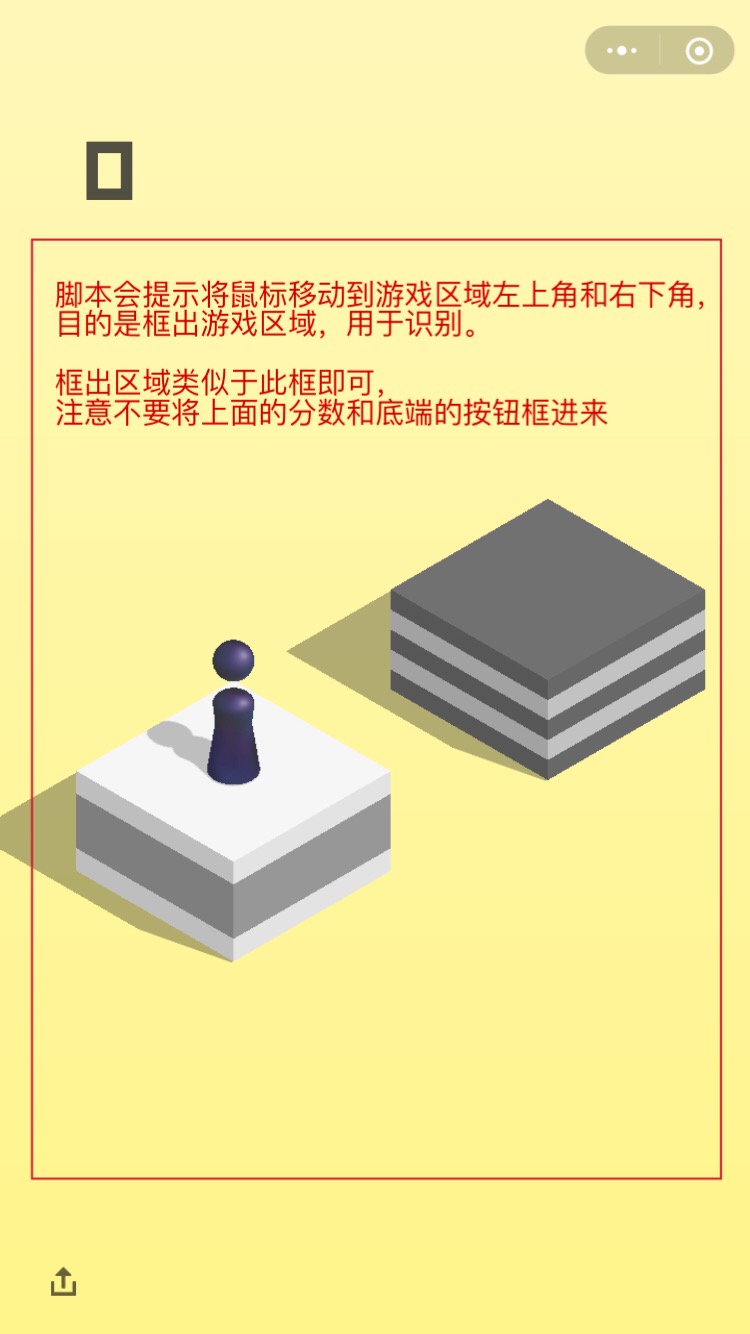 0
脚本会提示将鼠标移动到游戏区域左上角和右下角，
目的是框出游戏区域，用于识别。
框出区域类似于此框即可，
注意不要将上面的分数和底端的按钮框进来